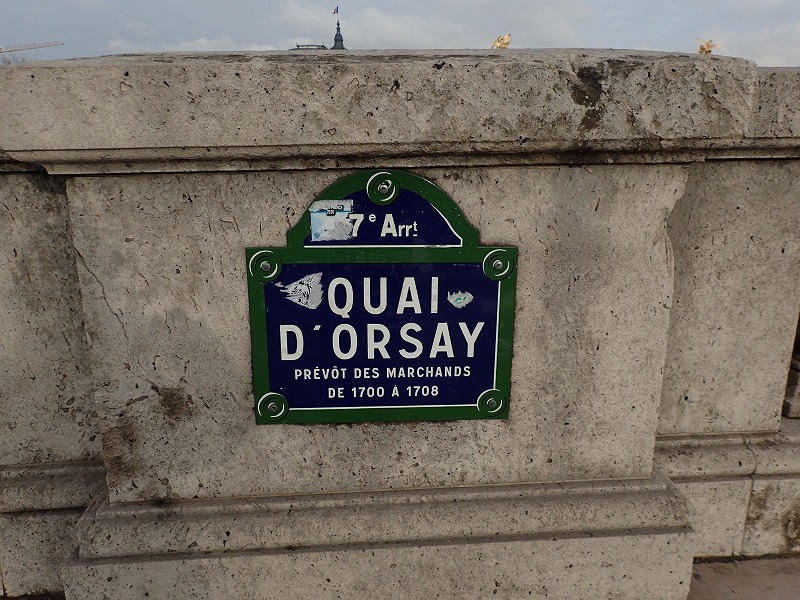 7e Arrt
QUAI
D'ORSAY
PRÉVÔT DES MARCHANDS
DE 1700 À 1708